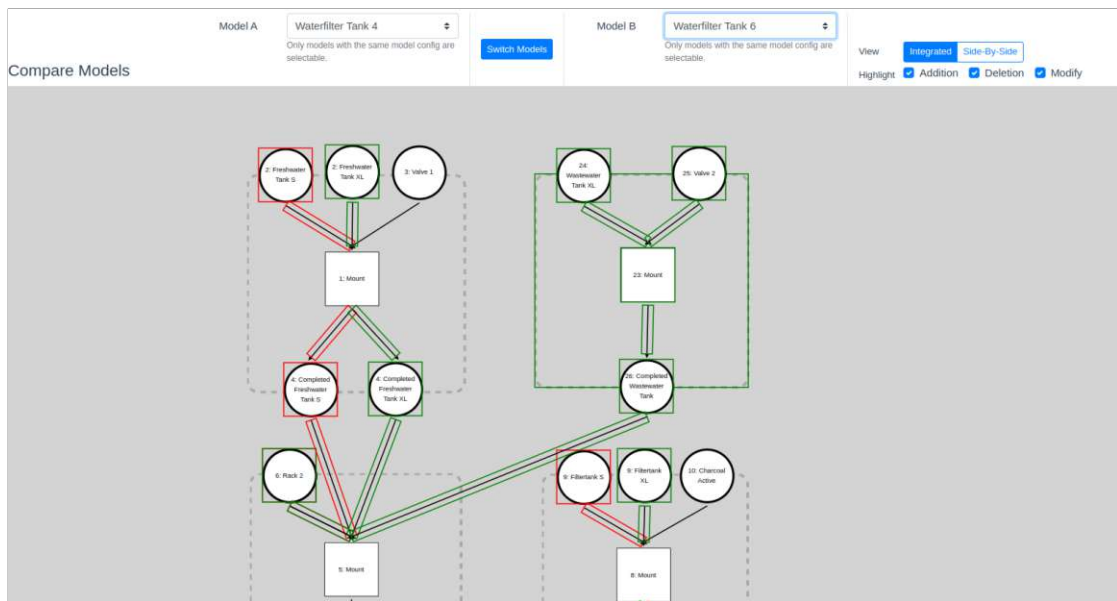 Model A
Waterfilter Tank 4
Only models with the same model config are
selectable.
Switch Models
Model B
Waterfilter Tank 6
Only models with the same model config are
selectable.
View
Integrated
Side-By-Side
Highlight
Addition
Deletion
Modify
Compare Models
2: Freshwater
Tank S
2: Freshwater
Tank XL
3: Valve 1
24:
Wastewater
Tank XL
25: Valve 2
1: Mount
23: Mount
4: Completed
Freshwater
Tank S
4: Completed
Freshwater
Tank XL
26: Completed
Wastewater
Tank
6: Rack 2
9: Filtertank S
9: Filtertank
XL
10: Charcoal
Active
5: Mount
8: Mount